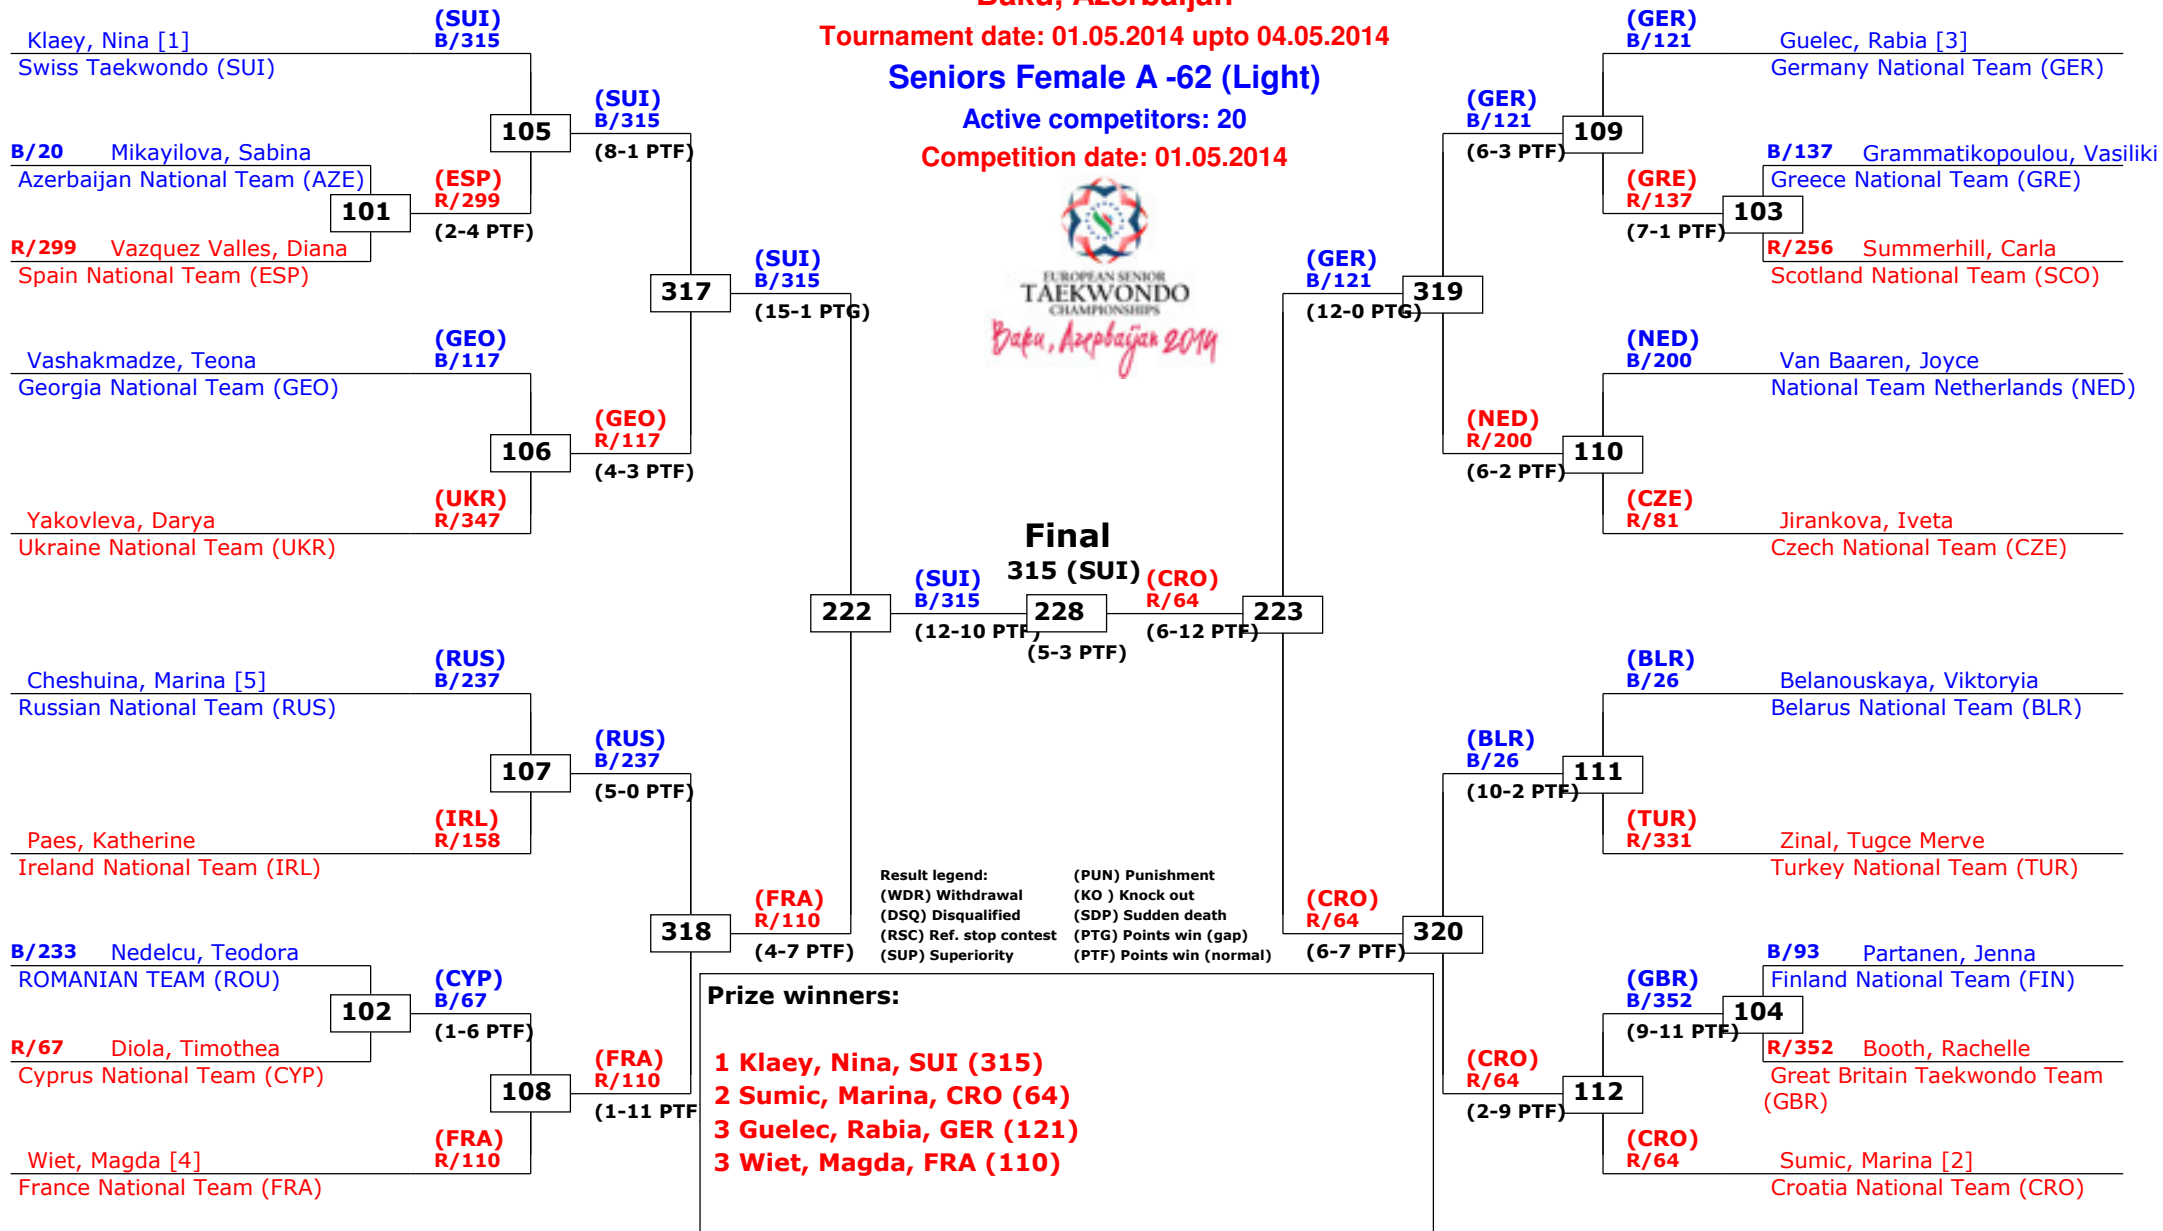 Baku, Azerbaijan
Tournament date: 01.05.2014 upto 04.05.2014
Seniors Female A -62 (Light)
Active competitors: 20
Competition date: 01.05.2014
EUROPEAN SENIOR
TAEKWONDO
CHAMPIONSHIPS
Baku, Azerbaijan 2014
(SUI)
B/315
Klaey, Nina [1]
Swiss Taekwondo (SUI)
B/20 Mikayilova, Sabina
Azerbaijan National Team (AZE)
101
R/299 Vazquez Valles, Diana
Spain National Team (ESP)
(ESP)
R/299
(2-4 PTF)
105
(SUI)
B/315
(8-1 PTF)
Vashakmadze, Teona
Georgia National Team (GEO)
(GEO)
B/117
106
Yakovleva, Darya
Ukraine National Team (UKR)
(UKR)
R/347
(GEO)
R/117
(4-3 PTF)
317
(SUI)
B/315
(15-1 PTG)
Cheshuina, Marina [5]
Russian National Team (RUS)
(RUS)
B/237
107
Paes, Katherine
Ireland National Team (IRL)
(IRL)
R/158
(RUS)
B/237
(5-0 PTF)
B/233 Nedelcu, Teodora
ROMANIAN TEAM (ROU)
102
R/67 Diola, Timothea
Cyprus National Team (CYP)
(CYP)
B/67
(1-6 PTF)
108
Wiet, Magda [4]
France National Team (FRA)
(FRA)
R/110
(FRA)
R/110
(1-11 PTF
318
(FRA)
R/110
(4-7 PTF)
222
(SUI)
B/315
(12-10 PTF)
Final
315 (SUI)
228
(5-3 PTF)
(CRO)
R/64
(6-12 PTF)
223
(GER)
B/121
(12-0 PTG)
319
(GER)
B/121
(6-3 PTF)
109
(GER)
B/121
Guelec, Rabia [3]
Germany National Team (GER)
(GRE)
R/137
(7-1 PTF)
103
B/137 Grammatikopoulou, Vasiliki
Greece National Team (GRE)
R/256 Summerhill, Carla
Scotland National Team (SCO)
(NED)
R/200
(6-2 PTF)
110
(NED)
B/200
Van Baaren, Joyce
National Team Netherlands (NED)
(CZE)
R/81
Jirankova, Iveta
Czech National Team (CZE)
(CRO)
R/64
(6-7 PTF)
320
(BLR)
B/26
(10-2 PTF)
111
(BLR)
B/26
Belanouskaya, Viktoryia
Belarus National Team (BLR)
(TUR)
R/331
Zinal, Tugce Merve
Turkey National Team (TUR)
(CRO)
R/64
(2-9 PTF)
112
(GBR)
B/352
(9-11 PTF)
104
B/93 Partanen, Jenna
Finland National Team (FIN)
R/352 Booth, Rachelle
Great Britain Taekwondo Team
(GBR)
(CRO)
R/64
Sumic, Marina [2]
Croatia National Team (CRO)
Result legend:
(WDR) Withdrawal
(DSQ) Disqualified
(RSC) Ref. stop contest
(SUP) Superiority
(PUN) Punishment
(KO ) Knock out
(SDP) Sudden death
(PTG) Points win (gap)
(PTF) Points win (normal)
Prize winners:
1 Klaey, Nina, SUI (315)
2 Sumic, Marina, CRO (64)
3 Guelec, Rabia, GER (121)
3 Wiet, Magda, FRA (110)